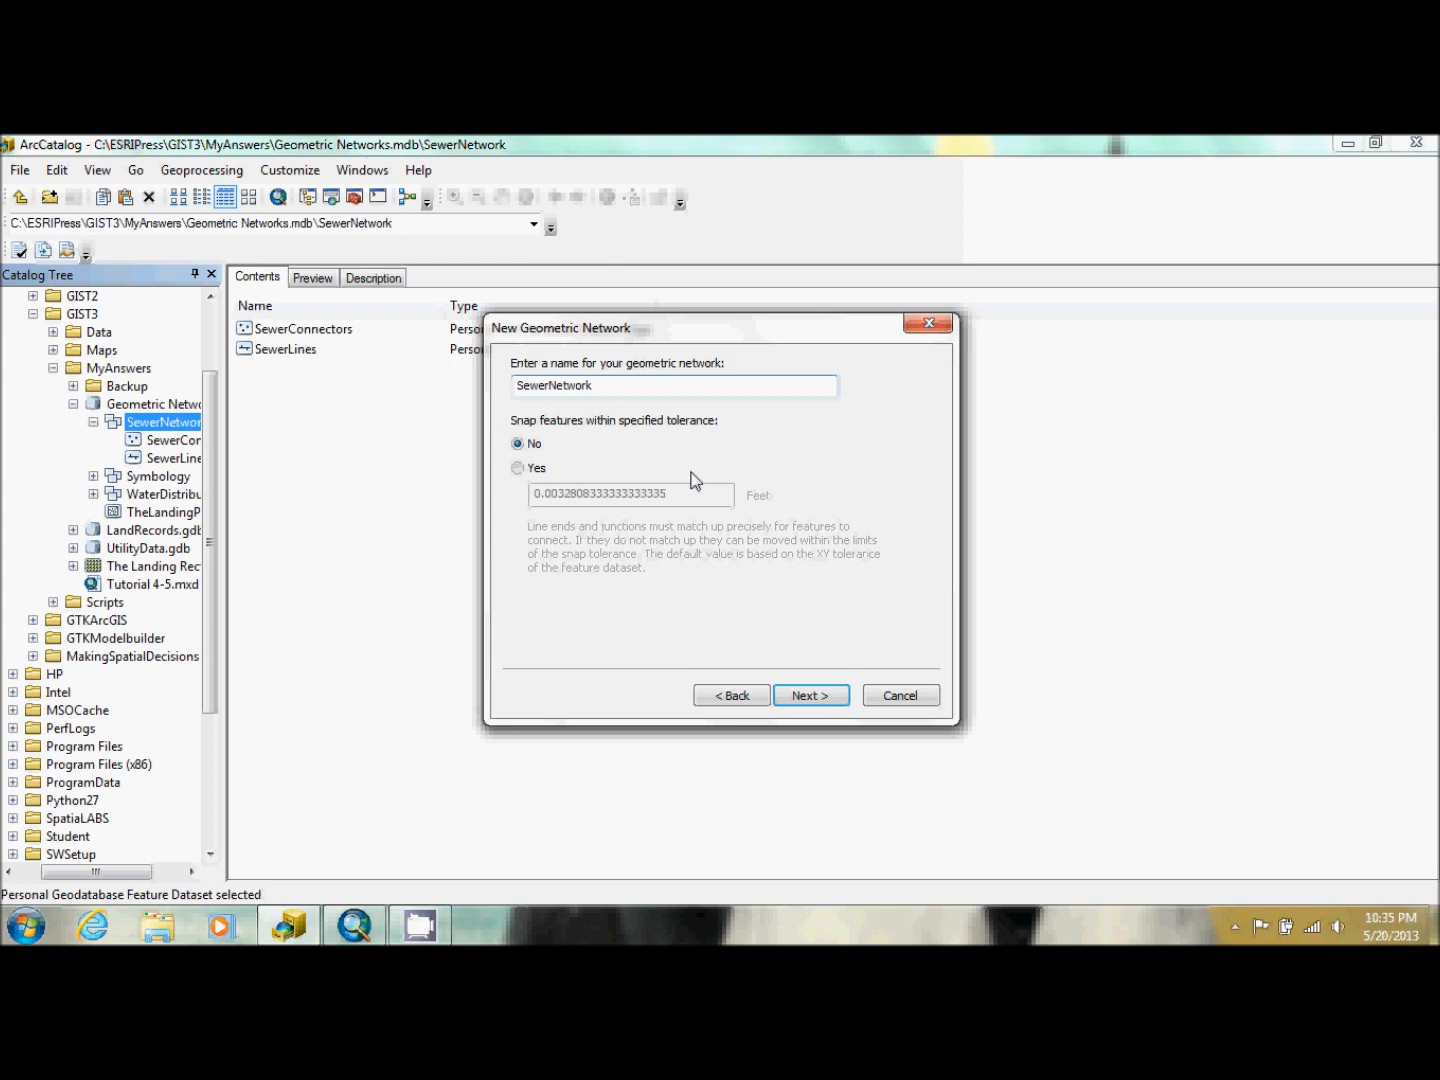 ArcCatalog - C:\ESRIPress\GIST3\MyAnswers\Geometric Networks.mdb\SewerNetwork
File Edit View Go Geoprocessing Customize Windows Help
C:\ESRIPress\GIST3\MyAnswers\Geometric Networks.mdb\SewerNetwork
Catalog Tree
GIST2
GIST3
Data
Maps
MyAnswers
Backup
Geometric Netwo
SewerNetwor
SewerCor
SewerLine
Symbology
WaterDistribu
TheLandingP
LandRecords.gdb
UtilityData.gdb
The Landing Rec
Tutorial 4-5.mxd
Scripts
GTKArcGIS
GTKModelbuilder
MakingSpatialDecisions
HP
Intel
MSOCache
PerfLogs
Program Files
Program Files (x86)
ProgramData
Python27
SpatiaLABS
Student
SWSetup
Contents Preview Description
Name Type
SewerConnectors Perso
SewerLines Perso
New Geometric Network
Enter a name for your geometric network:
SewerNetwork
Snap features within specified tolerance:
No
Yes
0.0032808333333333335 Feet
Line ends and junctions must match up precisely for features to
connect. If they do not match up they can be moved within the limits
of the snap tolerance. The default value is based on the XY tolerance
of the feature dataset.
< Back Next > Cancel
Personal Geodatabase Feature Dataset selected
10:35 PM
5/20/2013